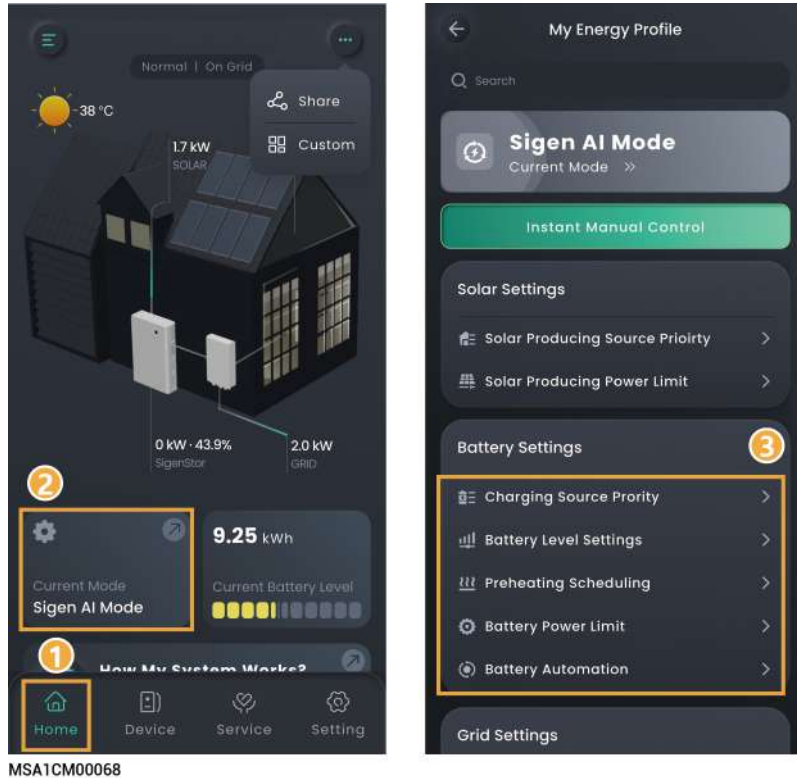 Normal | On Grid
Share
Custom
38 °C
1.7 kW
SOLAR
0 kW · 43.9%
SigenStor
2.0 kW
GRID
2
Current Mode
Sigen AI Mode
9.25 kWh
Current Battery Level
1
How My System Works?
Home
Device
Service
Setting
My Energy Profile
Search
Sigen AI Mode
Current Mode >>
Instant Manual Control
Solar Settings
Solar Producing Source Prioirty
Solar Producing Power Limit
Battery Settings
3
Charging Source Prority
Battery Level Settings
Preheating Scheduling
Battery Power Limit
Battery Automation
Grid Settings
MSA1CM00068